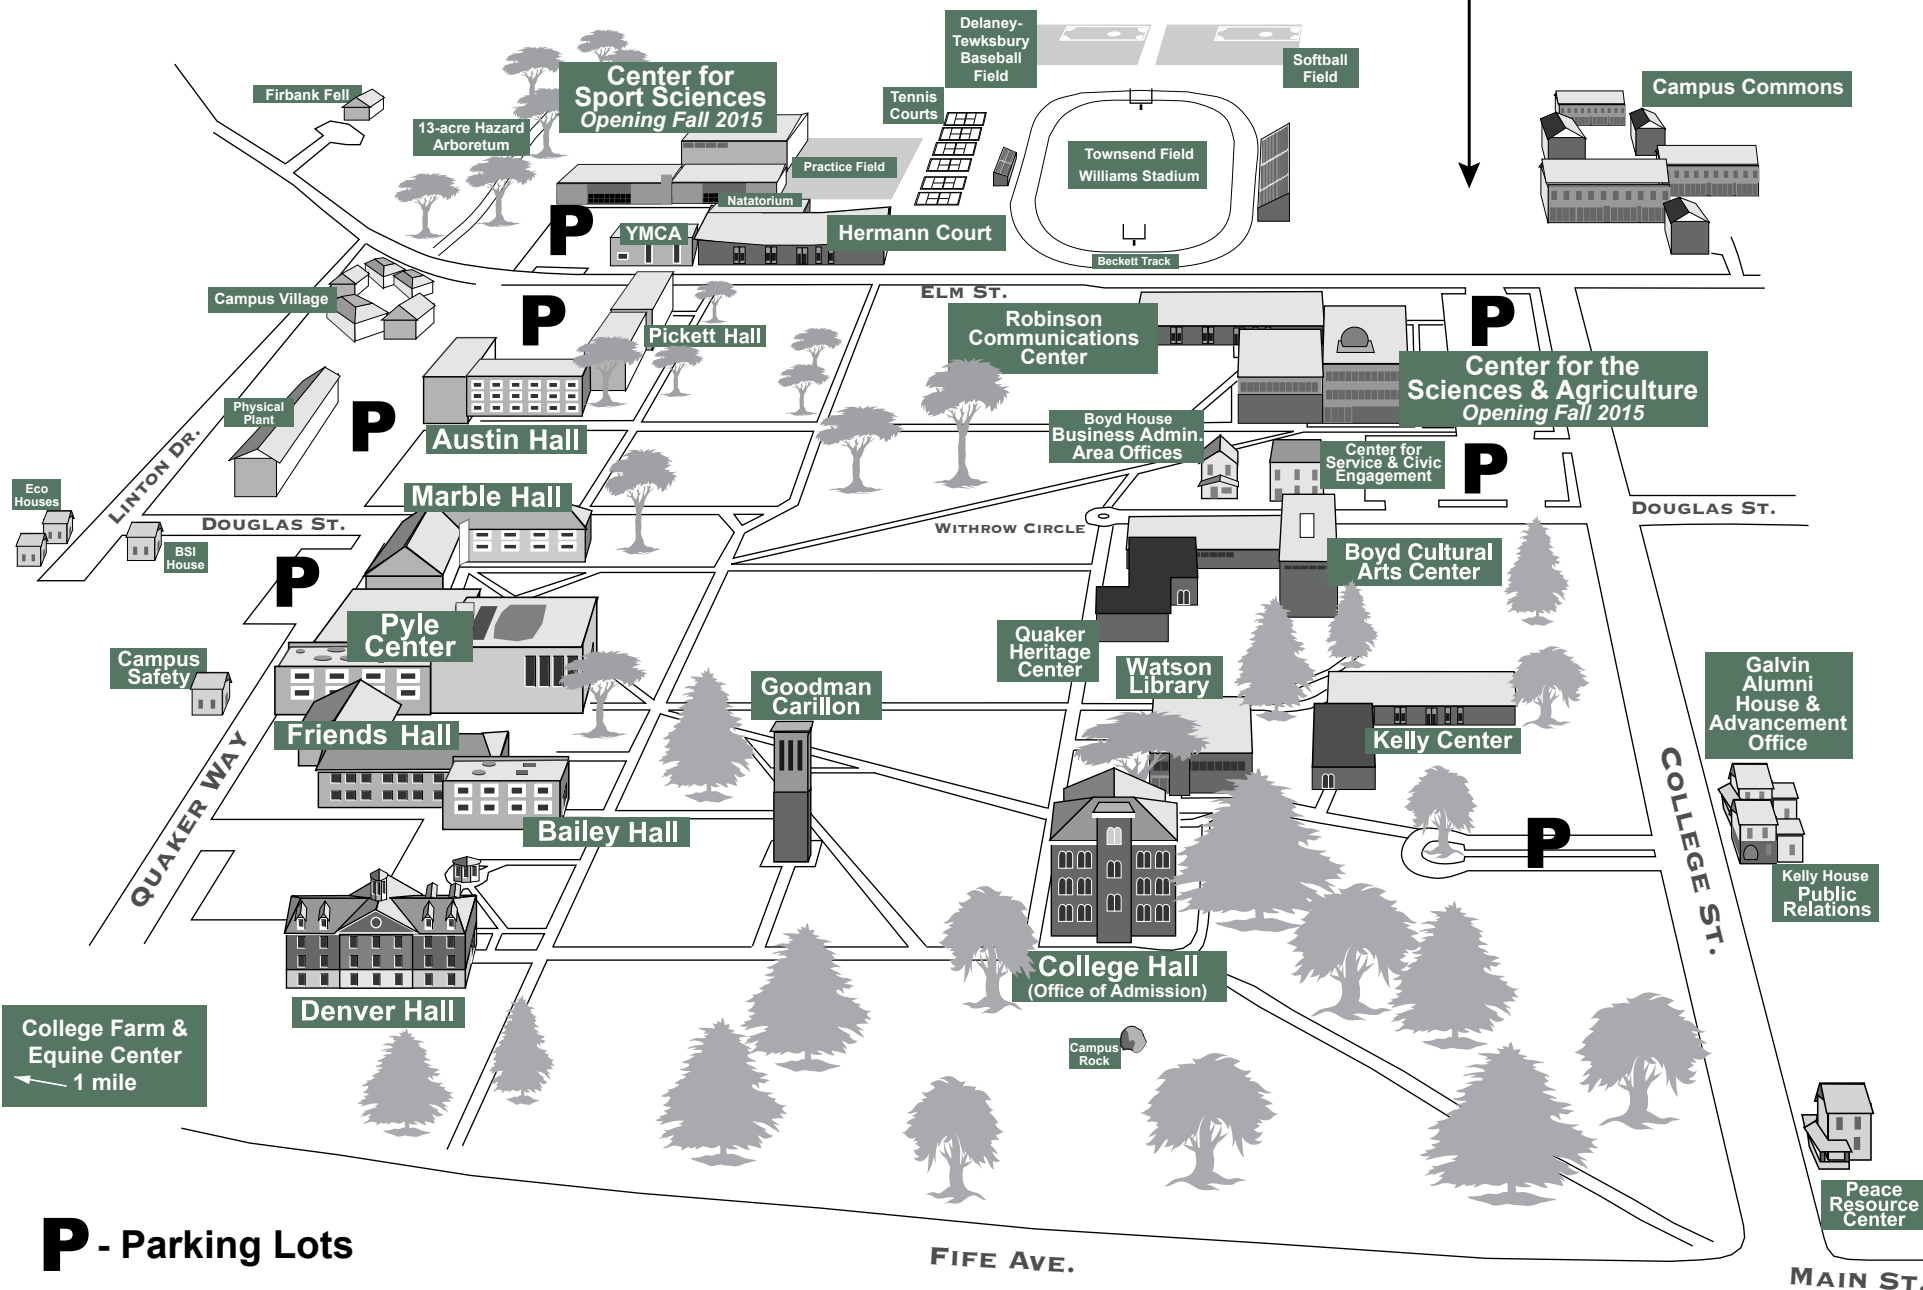 Delaney-
Tewksbury
Baseball
Field
Softball
Field
Campus Commons
Firbank Fell
Center for
Sport Sciences
Opening Fall 2015
Tennis
Courts
13-acre Hazard
Arboretum
Practice Field
Townsend Field
Williams Stadium
Natatorium
P
YMCA
Hermann Court
Beckett Track
Campus Village
ELM ST.
P
Pickett Hall
Robinson
Communications
Center
P
Center for the
Sciences & Agriculture
Opening Fall 2015
Physical
Plant
P
Austin Hall
Boyd House
Business Admin.
Area Offices
Center for
Service & Civic
Engagement
P
LINTON DR.
Eco
Houses
Marble Hall
DOUGLAS ST.
WITHROW CIRCLE
DOUGLAS ST.
BSI
House
P
Boyd Cultural
Arts Center
Pyle
Center
Quaker
Heritage
Center
Campus
Safety
Watson
Library
Goodman
Carillon
Galvin
Alumni
House &
Advancement
Office
Friends Hall
Kelly Center
QUAKER WAY
COLLEGE ST.
Bailey Hall
P
Kelly House
Public
Relations
College Hall
(Office of Admission)
Denver Hall
College Farm &
Equine Center
1 mile
Campus
Rock
Peace
Resource
Center
P - Parking Lots
FIFE AVE.
MAIN ST.